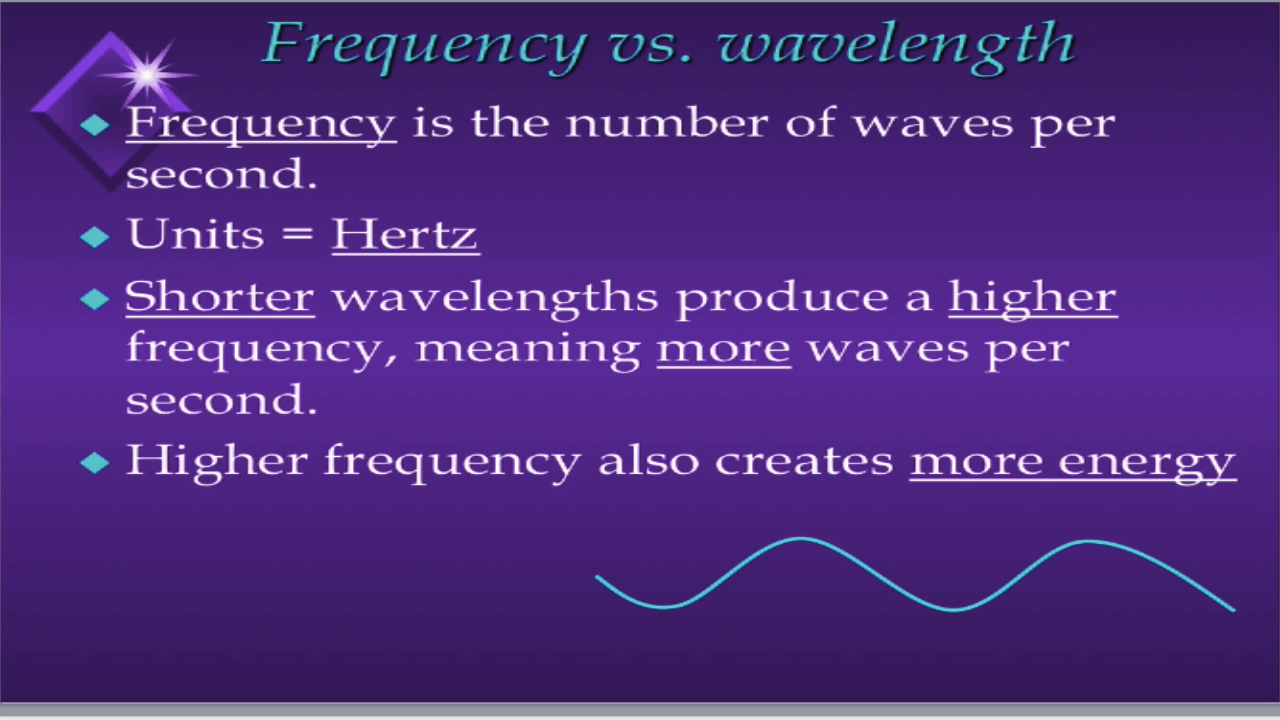 Frequency vs. wavelength
Frequency is the number of waves per
second.
Units = Hertz
Shorter wavelengths produce a higher
frequency, meaning more waves per
second.
Higher frequency also creates more energy